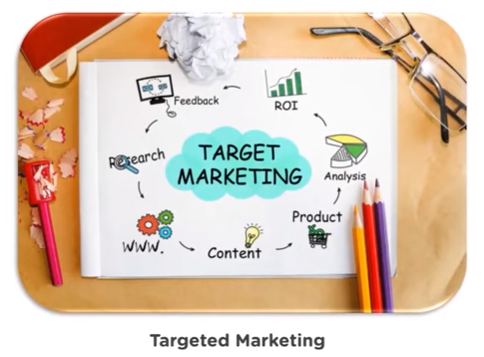 Feedback
ROI
Research
TARGET
MARKETING
Analysis
Product
WWW.
Content
Targeted Marketing